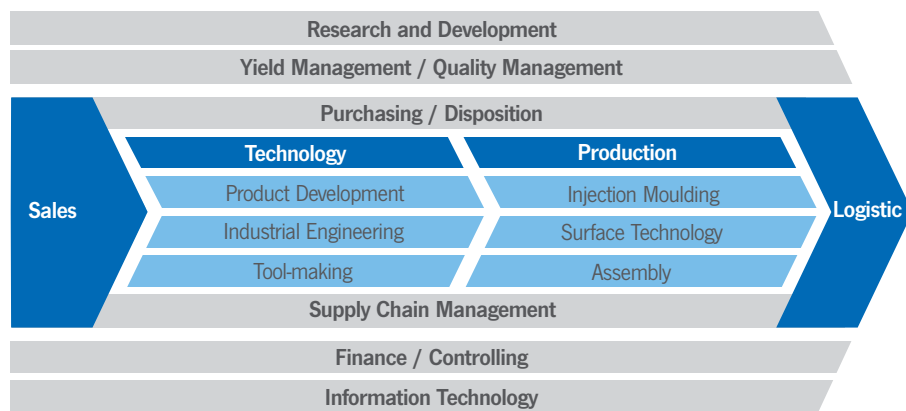 Research and Development
Yield Management / Quality Management
Purchasing / Disposition
Technology
Production
Product Development
Injection Moulding
Sales
Logistic
Industrial Engineering
Surface Technology
Tool-making
Assembly
Supply Chain Management
Finance / Controlling
Information Technology